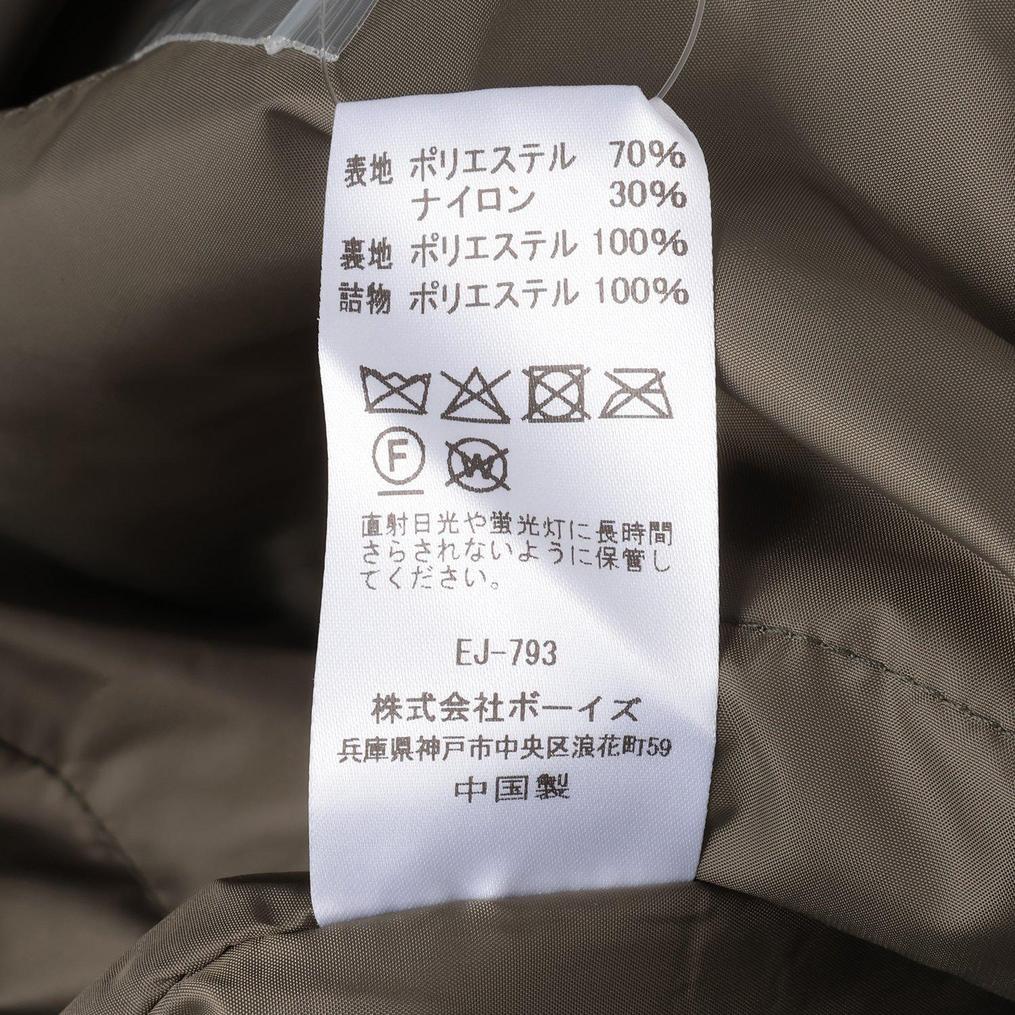 表地 ポリエステル 70%
ナイロン 30%
裏地 ポリエステル 100%
詰物 ポリエステル 100%
F W
直射日光や蛍光灯に長時間
さらされないように保管し
てください。
EJ-793
株式会社ボーイズ
兵庫県神戸市中央区浪花町59
中国製